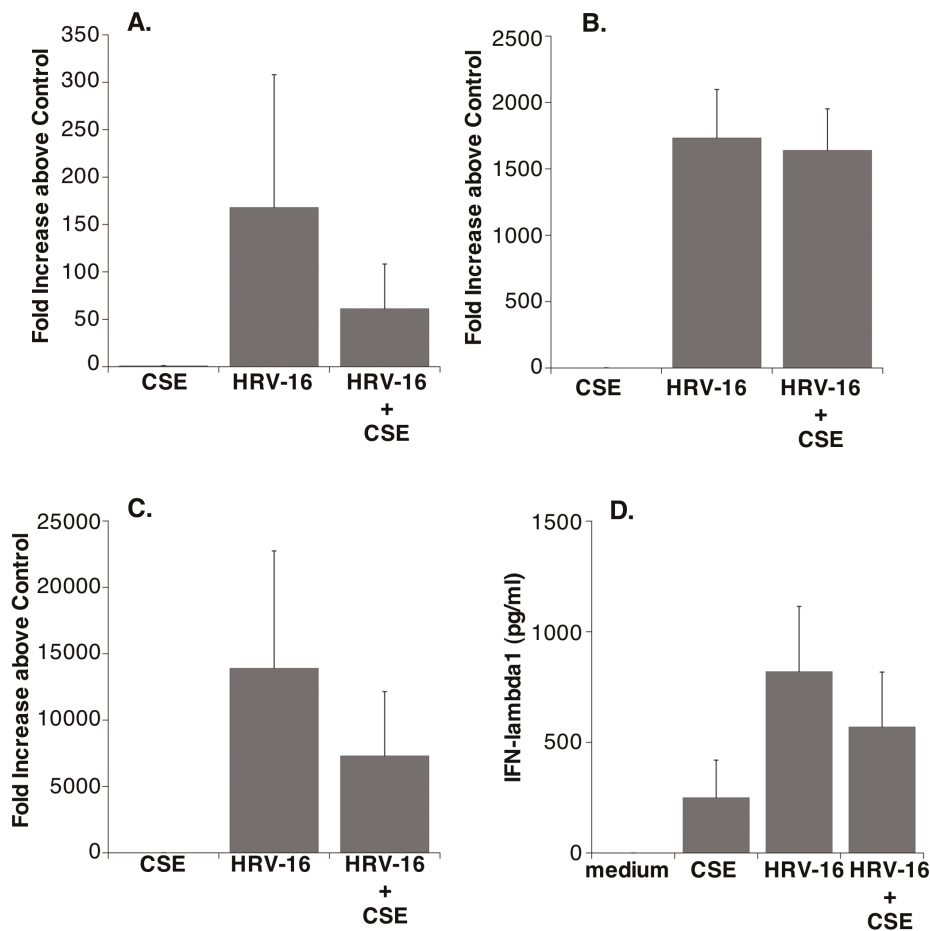 A.
Fold Increase above Control
350
300
250
200
150
100
50
0
CSE
HRV-16
HRV-16
+
CSE
B.
Fold Increase above Control
2500
2000
1500
1000
500
0
CSE
HRV-16
HRV-16
+
CSE
C.
Fold Increase above Control
25000
20000
15000
10000
5000
0
CSE
HRV-16
HRV-16
+
CSE
D.
IFN-lambda1 (pg/ml)
1500
1000
500
0
medium
CSE
HRV-16
HRV-16
+
CSE